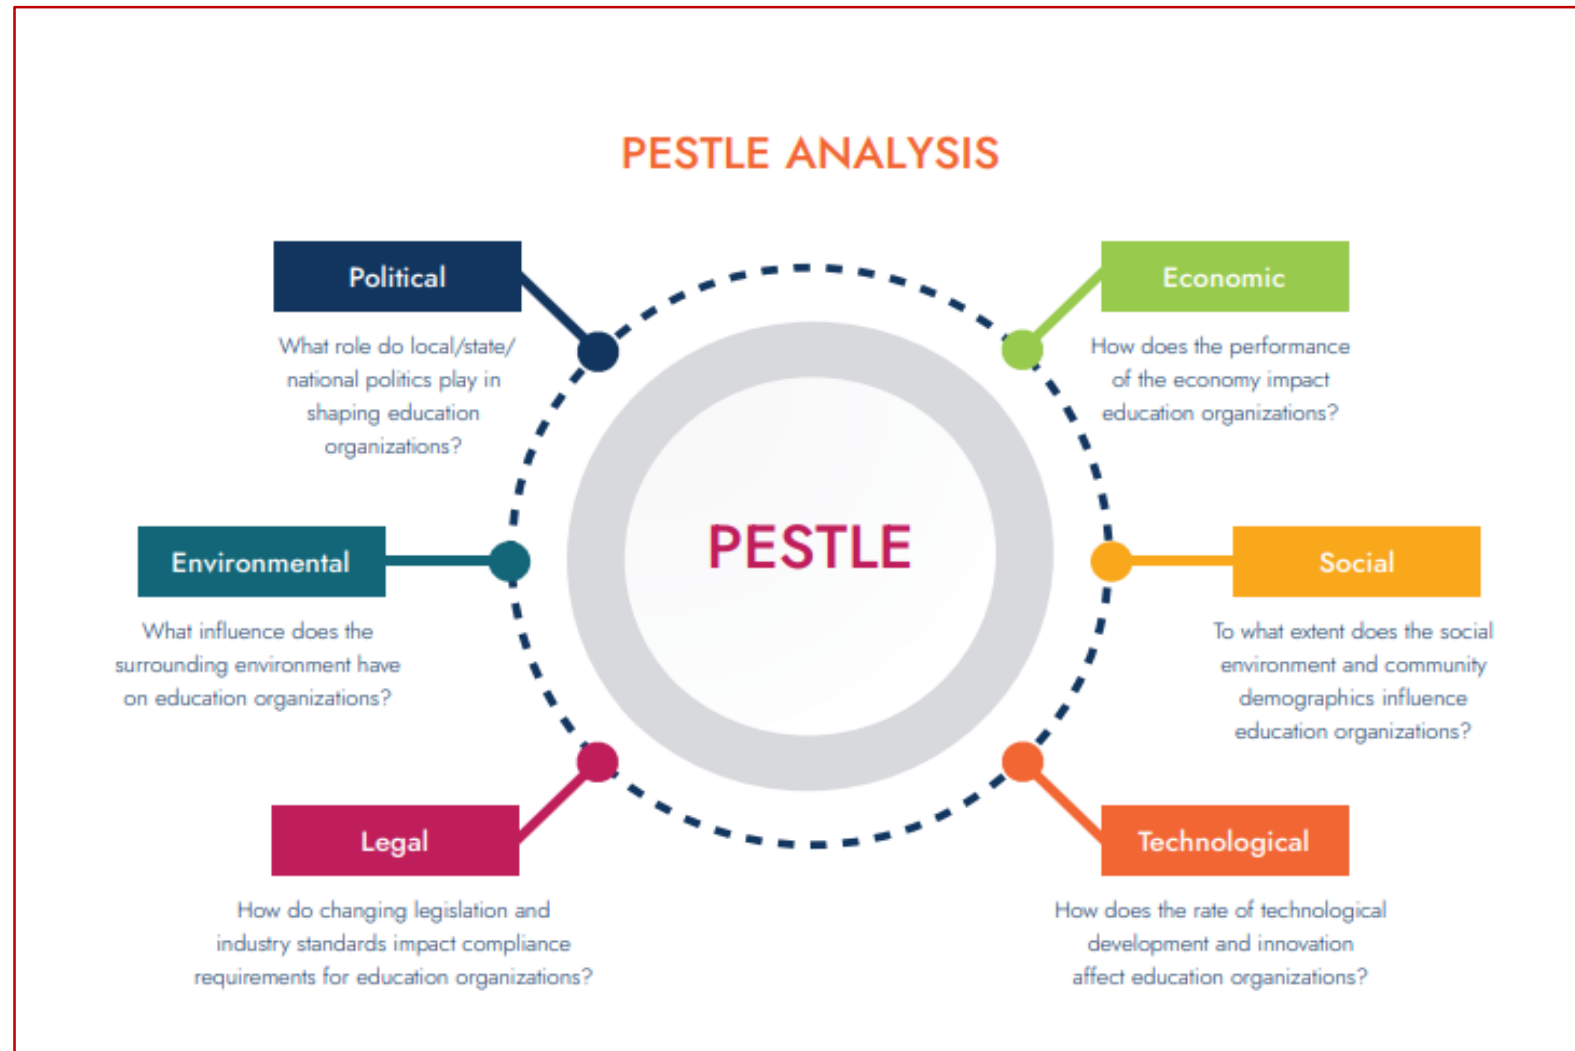 PESTLE ANALYSIS
Political
What role do local/state/
national politics play in
shaping education
organizations?
Economic
How does the performance
of the economy impact
education organizations?
PESTLE
Environmental
What influence does the
surrounding environment have
on education organizations?
Social
To what extent does the social
environment and community
demographics influence
education organizations?
Legal
How do changing legislation and
industry standards impact compliance
requirements for education organizations?
Technological
How does the rate of technological
development and innovation
affect education organizations?